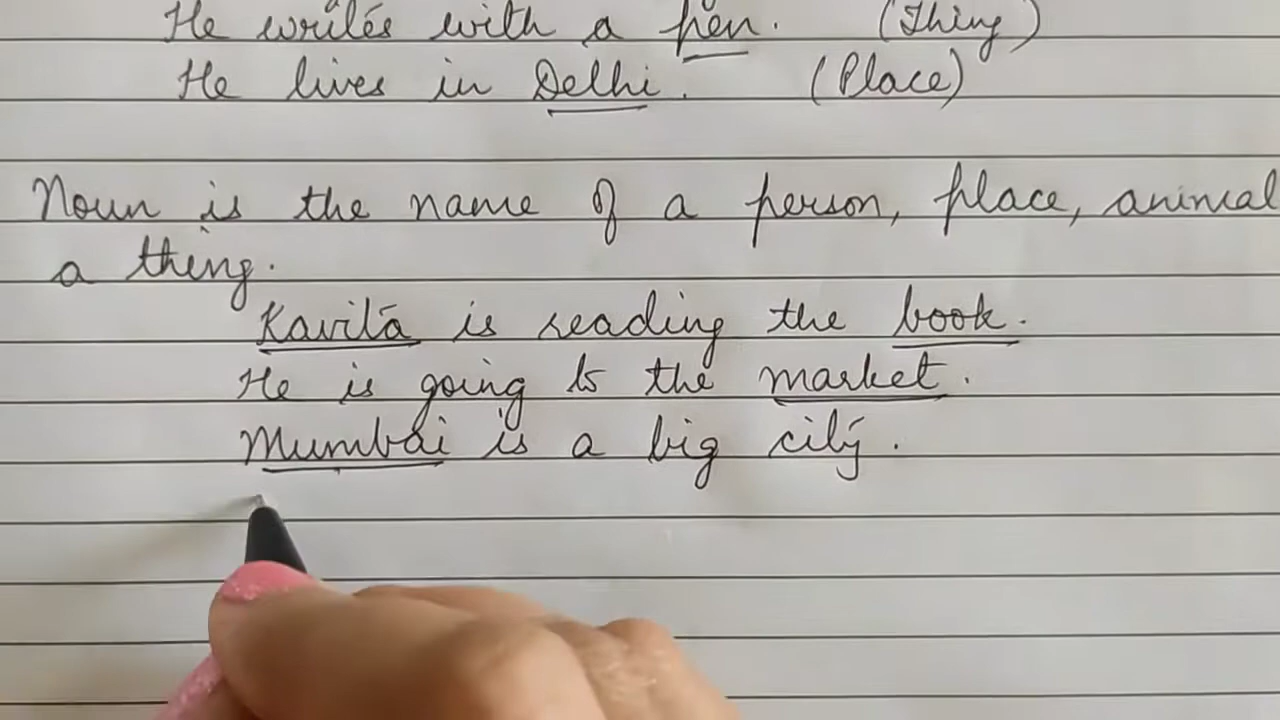 He writes with a pen. (Thing)
He lives in Delhi. (Place)
Noun is the name of a person, place, animal
a thing.
Kavita is reading the book.
He is going to the market.
Mumbai is a big city.